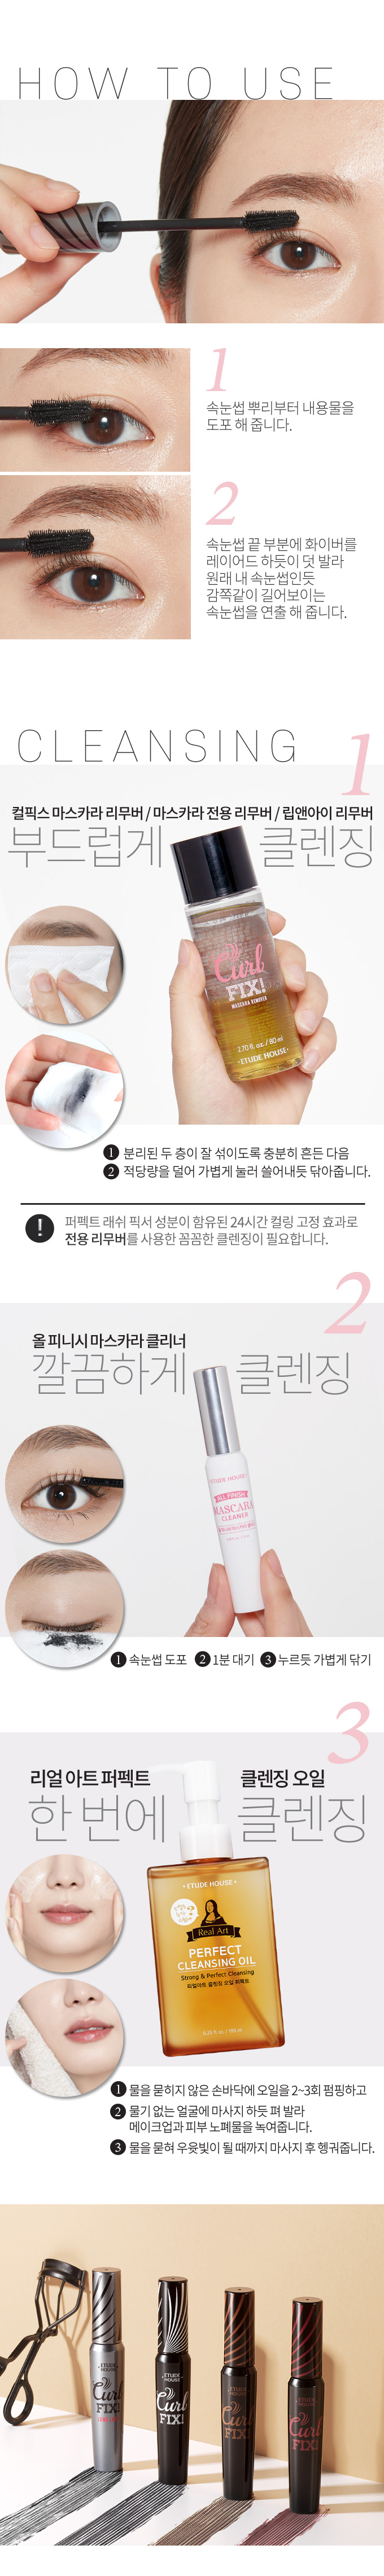 HOW TO USE
1
속눈썹 뿌리부터 내용물을
도포 해 줍니다.
2
속눈썹 끝 부분에 화이버를
레이어드 하듯이 덧 발라
원래 내 속눈썹인듯
감쪽같이 길어보이는
속눈썹을 연출 해 줍니다.
CLEANSING
1
컬픽스 마스카라 리무버 / 마스카라 전용 리무버 / 립앤아이 리무버
부드럽게 클렌징
Curl
FIX!
MASCARA REMOVER
2.70 fl. oz. / 80 ml
·ETUDE HOUSE·
1 분리된 두 층이 잘 섞이도록 충분히 흔든 다음
2 적당량을 덜어 가볍게 눌러 쓸어내듯 닦아줍니다.
! 퍼펙트 래쉬 픽서 성분이 함유된 24시간 컬링 고정 효과로
전용 리무버를 사용한 꼼꼼한 클렌징이 필요합니다.
2
올 피니시 마스카라 클리너
깔끔하게 클렌징
ETUDE HOUSE
ALL FINISH
MASCARA
CLEANER
1 속눈썹 도포 2 1분 대기 3 누르듯 가볍게 닦기
3
리얼 아트 퍼펙트 클렌징 오일
한 번에 클렌징
·ETUDE HOUSE·
Real Art
PERFECT
CLEANSING OIL
Strong & Perfect Cleansing
리얼아트 클렌징 오일 퍼펙트
6.25 fl. oz. / 185 ml
1 물을 묻히지 않은 손바닥에 오일을 2~3회 펌핑하고
2 물기 없는 얼굴에 마사지 하듯 펴 발라
메이크업과 피부 노폐물을 녹여줍니다.
3 물을 묻혀 우윳빛이 될 때까지 마사지 후 헹궈줍니다.
ETUDE
HOUSE
Curl
FIX!
ETUDE
HOUSE
Curl
FIX!
ETUDE
HOUSE
Curl
FIX!
ETUDE
HOUSE
Curl
FIX!